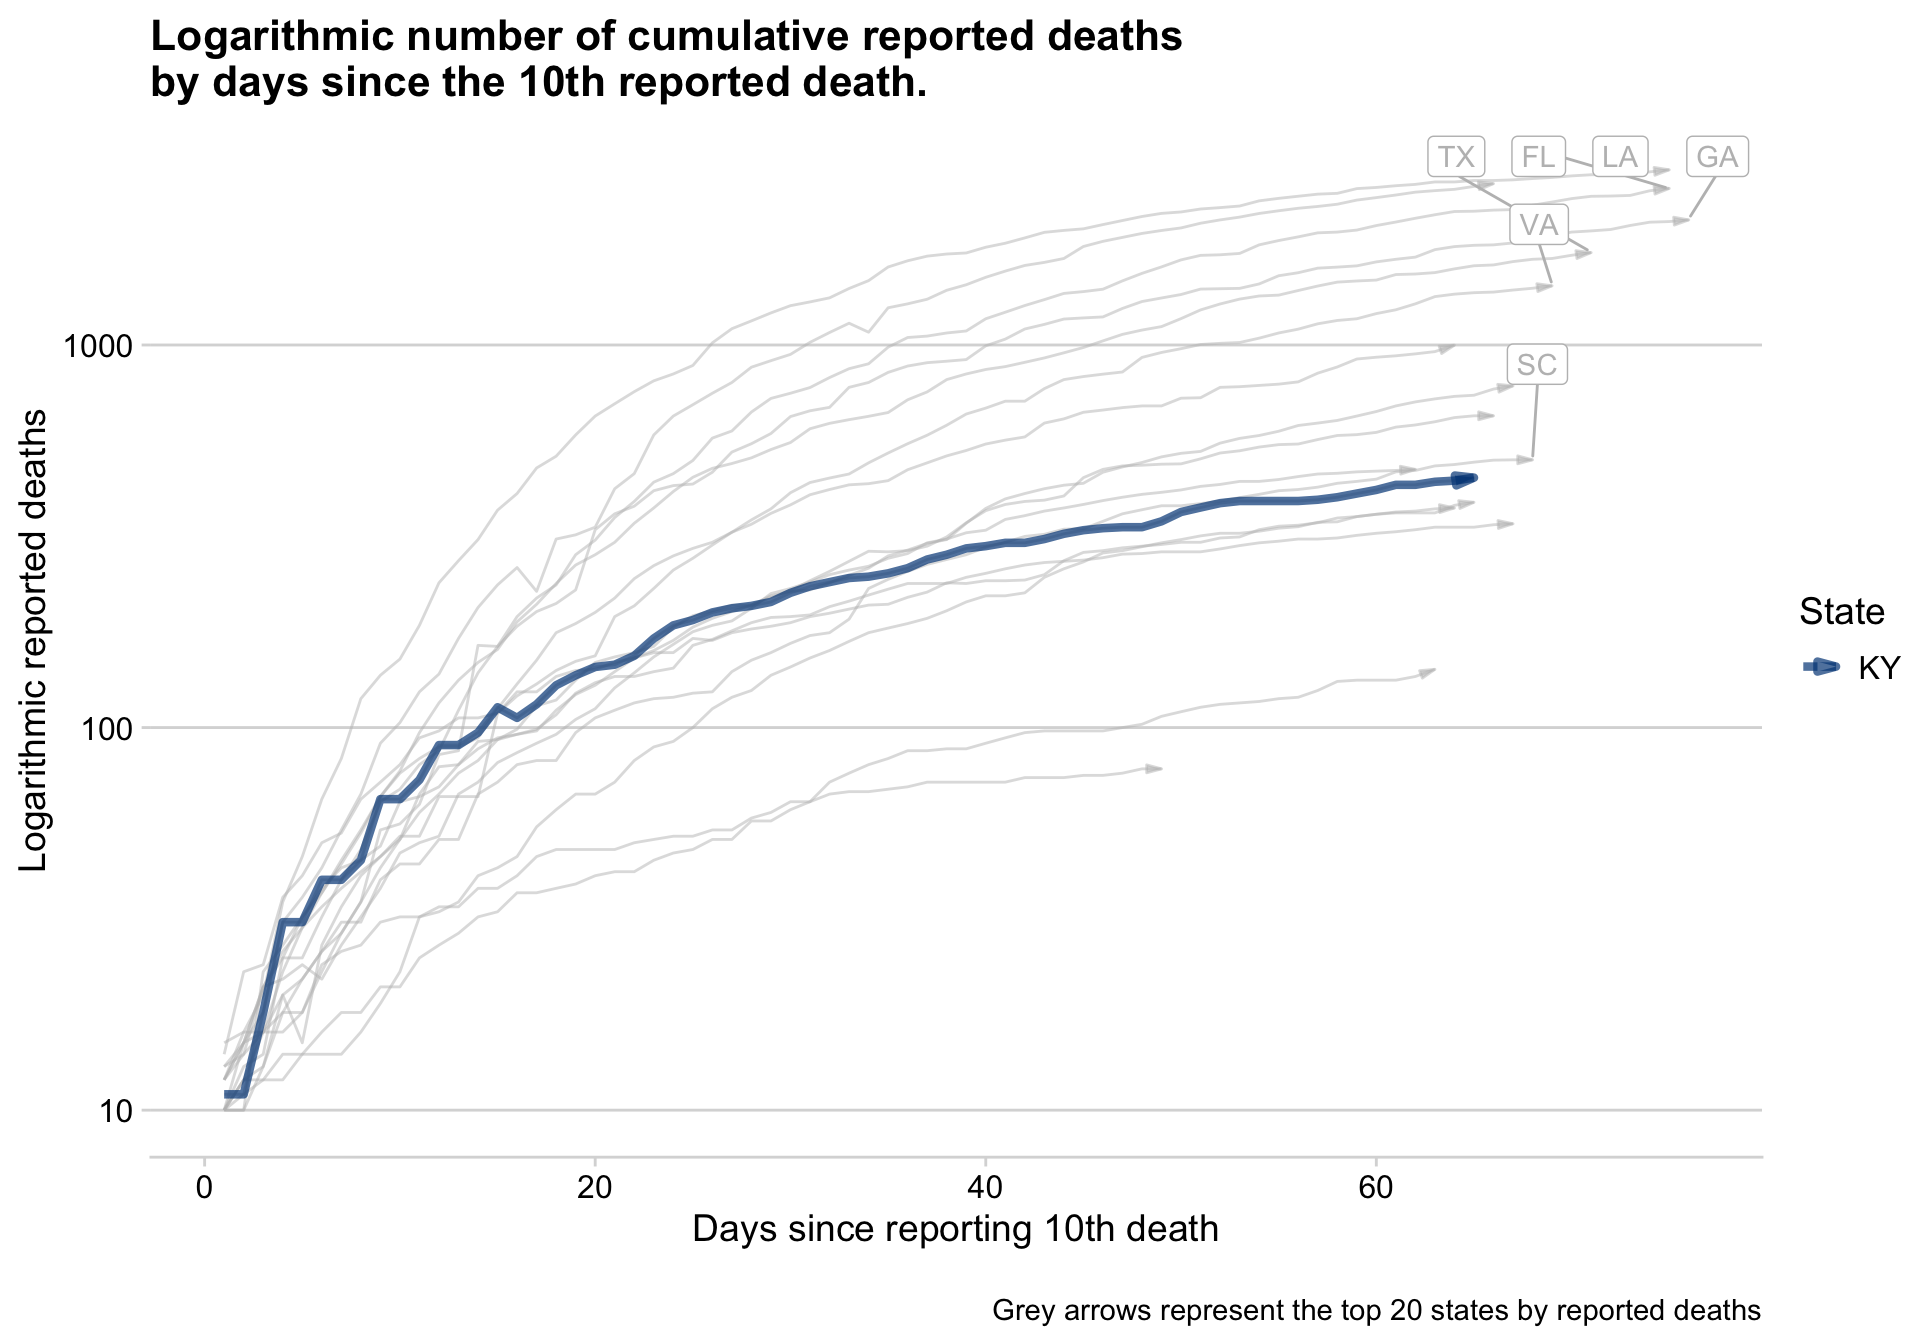 Logarithmic number of cumulative reported deaths
by days since the 10th reported death.
TX FL LA GA
VA
SC
1000
100
10
Logarithmic reported deaths
0 20 40 60
Days since reporting 10th death
State
KY
Grey arrows represent the top 20 states by reported deaths